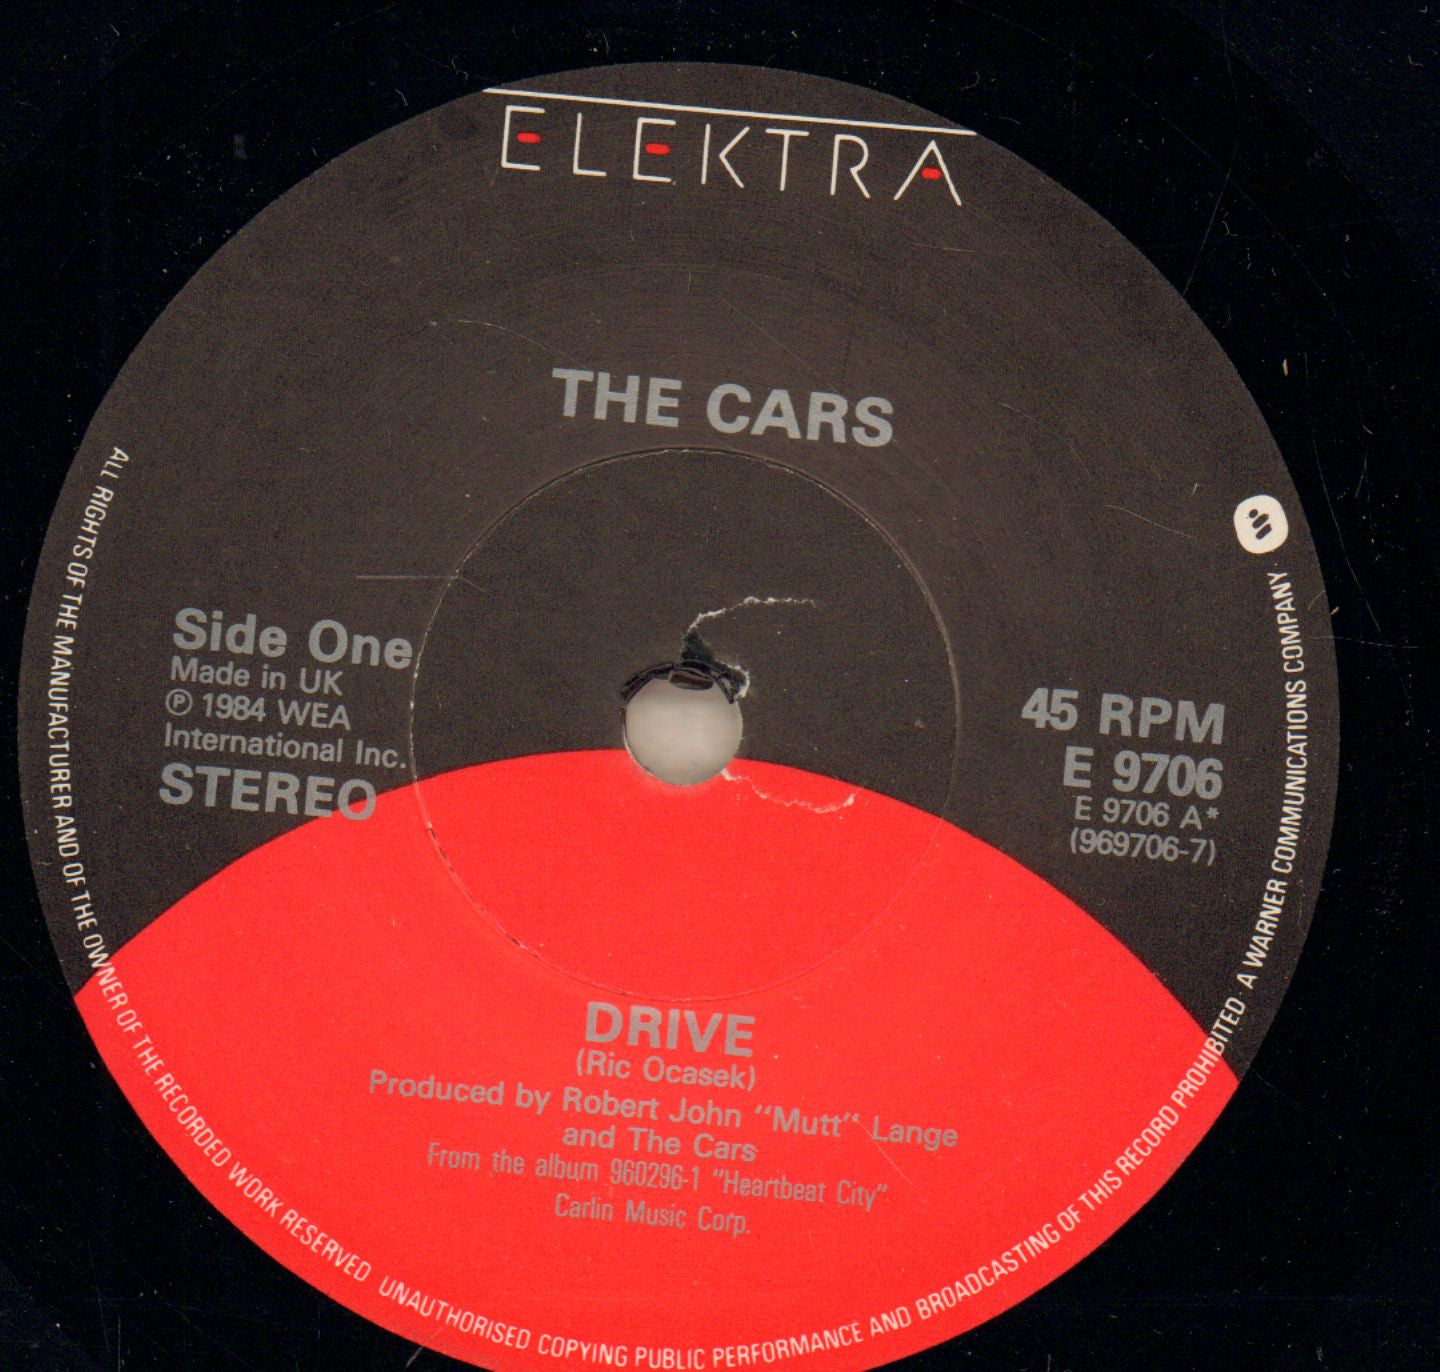 ELEKTRA
THE CARS
Side One
Made in UK
℗ 1984 WEA
International Inc.
STEREO
45 RPM
E 9706
E 9706 A*
(969706-7)
DRIVE
(Ric Ocasek)
Produced by Robert John "Mutt" Lange
and The Cars
From the album 960296-1 "Heartbeat City"
Carlin Music Corp.
ALL RIGHTS OF THE MANUFACTURER AND OF THE OWNER OF THE RECORDED WORK RESERVED UNAUTHORISED COPYING PUBLIC PERFORMANCE AND BROADCASTING OF THIS RECORD PROHIBITED · A WARNER COMMUNICATIONS COMPANY